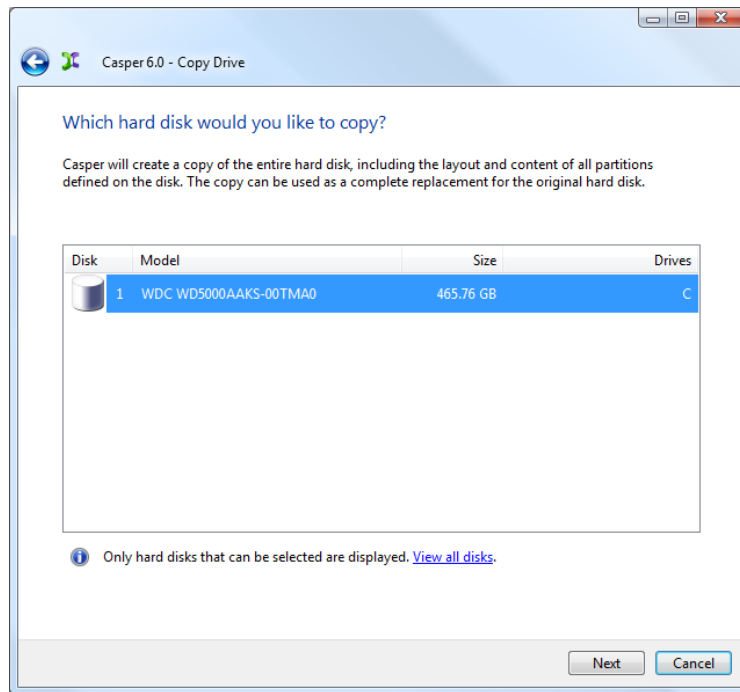 Casper 6.0 - Copy Drive
Which hard disk would you like to copy?
Casper will create a copy of the entire hard disk, including the layout and content of all partitions
defined on the disk. The copy can be used as a complete replacement for the original hard disk.
Disk Model Size Drives
1 WDC WD5000AAKS-00TMA0 465.76 GB C
Only hard disks that can be selected are displayed. View all disks.
Next Cancel